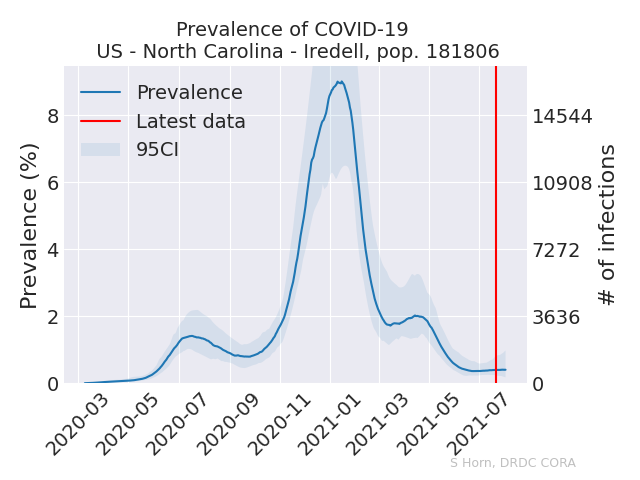 Prevalence of COVID-19
US - North Carolina - Iredell, pop. 181806
Prevalence
Latest data
95CI
Prevalence (%)
8
6
4
2
0
14544
10908
7272
3636
0
# of infections
2020-03
2020-05
2020-07
2020-09
2020-11
2021-01
2021-03
2021-05
2021-07
S Horn, DRDC CORA